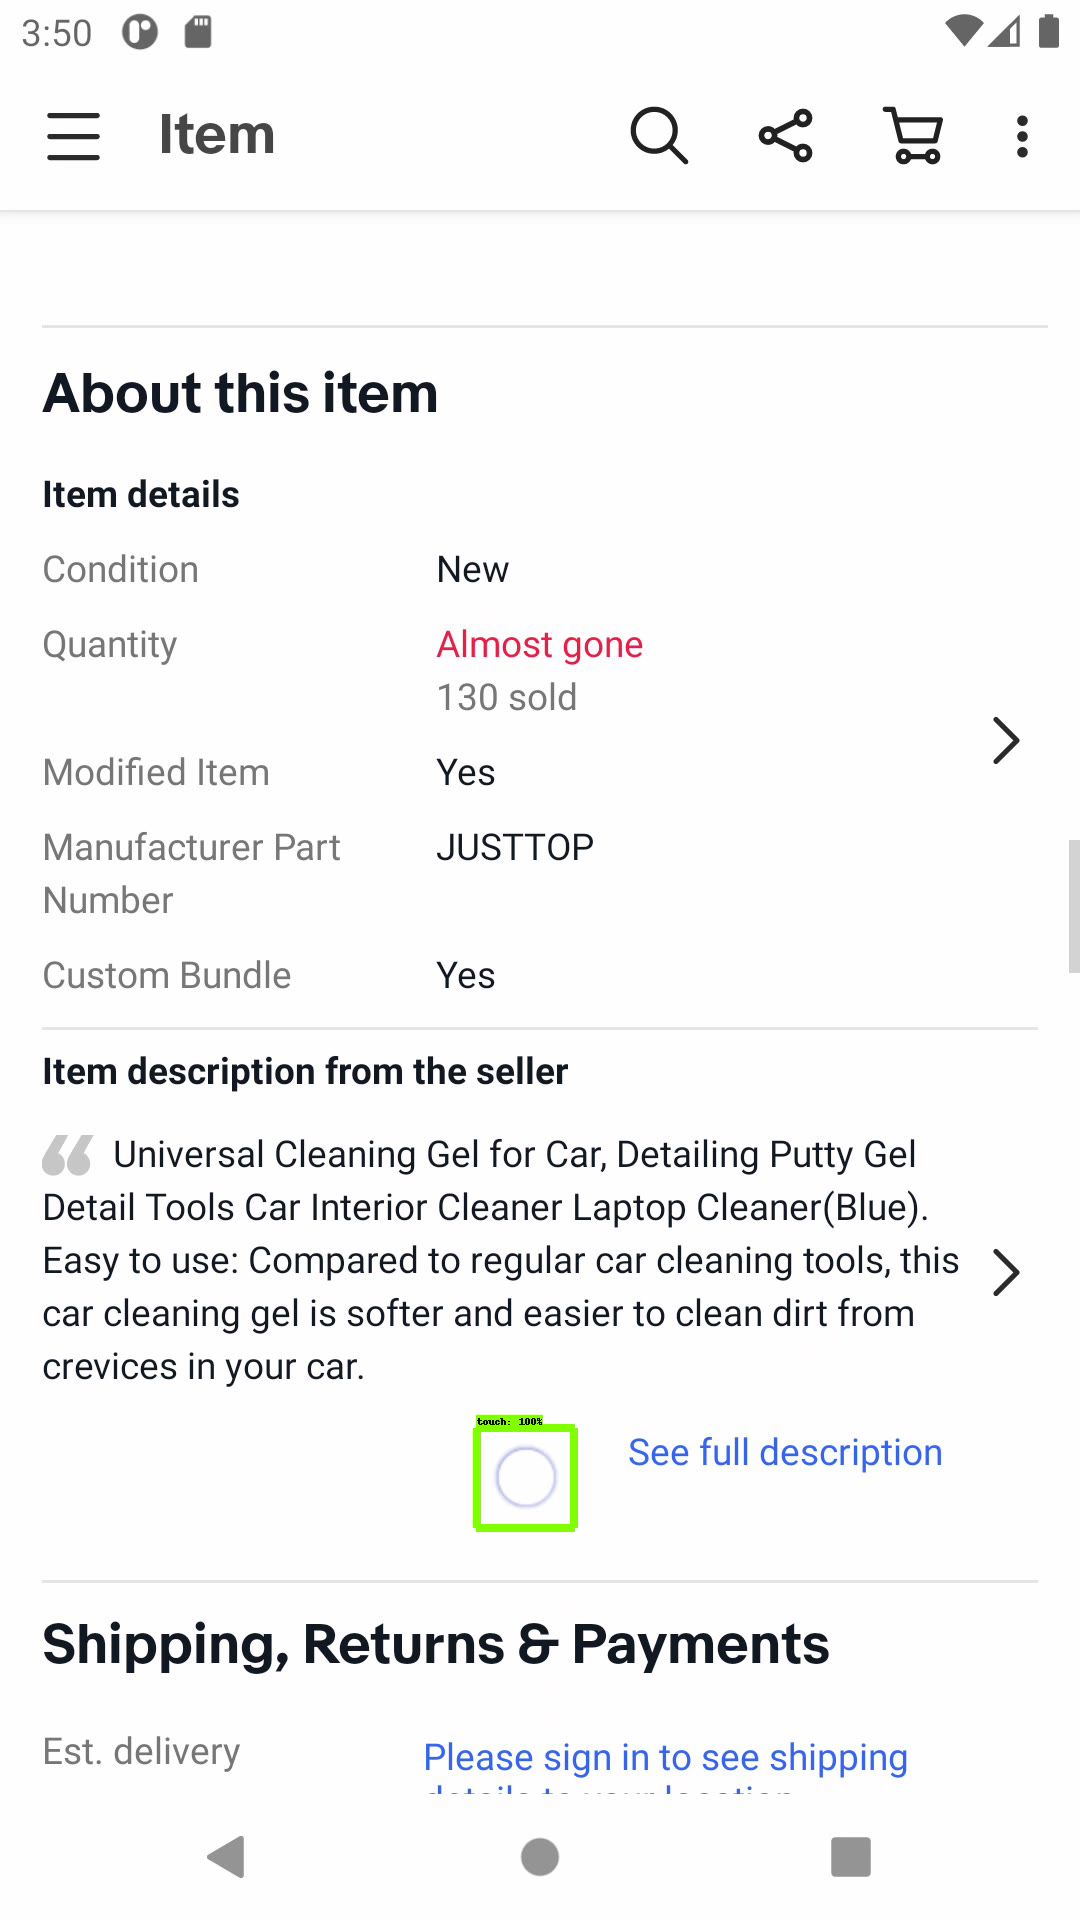 3:50
Item
About this item
Item details
Condition New
Quantity Almost gone
130 sold
Modified Item Yes
Manufacturer Part JUSTTOP
Number
Custom Bundle Yes
Item description from the seller
Universal Cleaning Gel for Car, Detailing Putty Gel
Detail Tools Car Interior Cleaner Laptop Cleaner(Blue).
Easy to use: Compared to regular car cleaning tools, this
car cleaning gel is softer and easier to clean dirt from
crevices in your car.
touch: 100%
See full description
Shipping, Returns & Payments
Est. delivery Please sign in to see shipping
details to your location